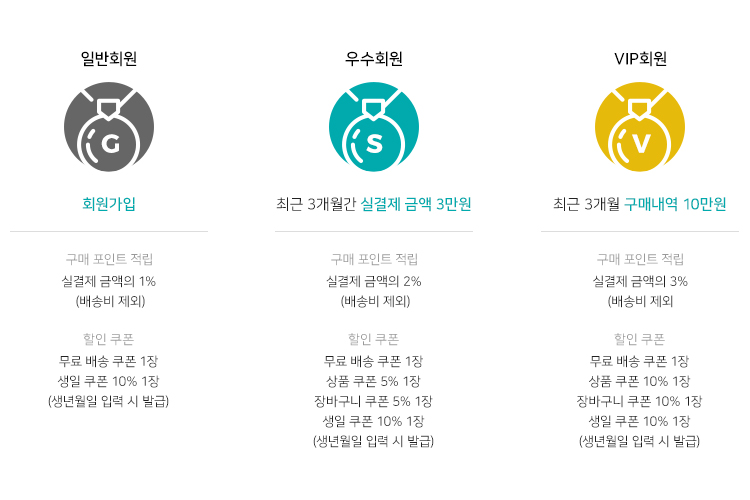 일반회원
G
회원가입
구매 포인트 적립
실결제 금액의 1%
(배송비 제외)
할인 쿠폰
무료 배송 쿠폰 1장
생일 쿠폰 10% 1장
(생년월일 입력 시 발급)
우수회원
S
최근 3개월간 실결제 금액 3만원
구매 포인트 적립
실결제 금액의 2%
(배송비 제외)
할인 쿠폰
무료 배송 쿠폰 1장
상품 쿠폰 5% 1장
장바구니 쿠폰 5% 1장
생일 쿠폰 10% 1장
(생년월일 입력 시 발급)
VIP회원
V
최근 3개월 구매내역 10만원
구매 포인트 적립
실결제 금액의 3%
(배송비 제외
할인 쿠폰
무료 배송 쿠폰 1장
상품 쿠폰 10% 1장
장바구니 쿠폰 10% 1장
생일 쿠폰 10% 1장
(생년월일 입력 시 발급)